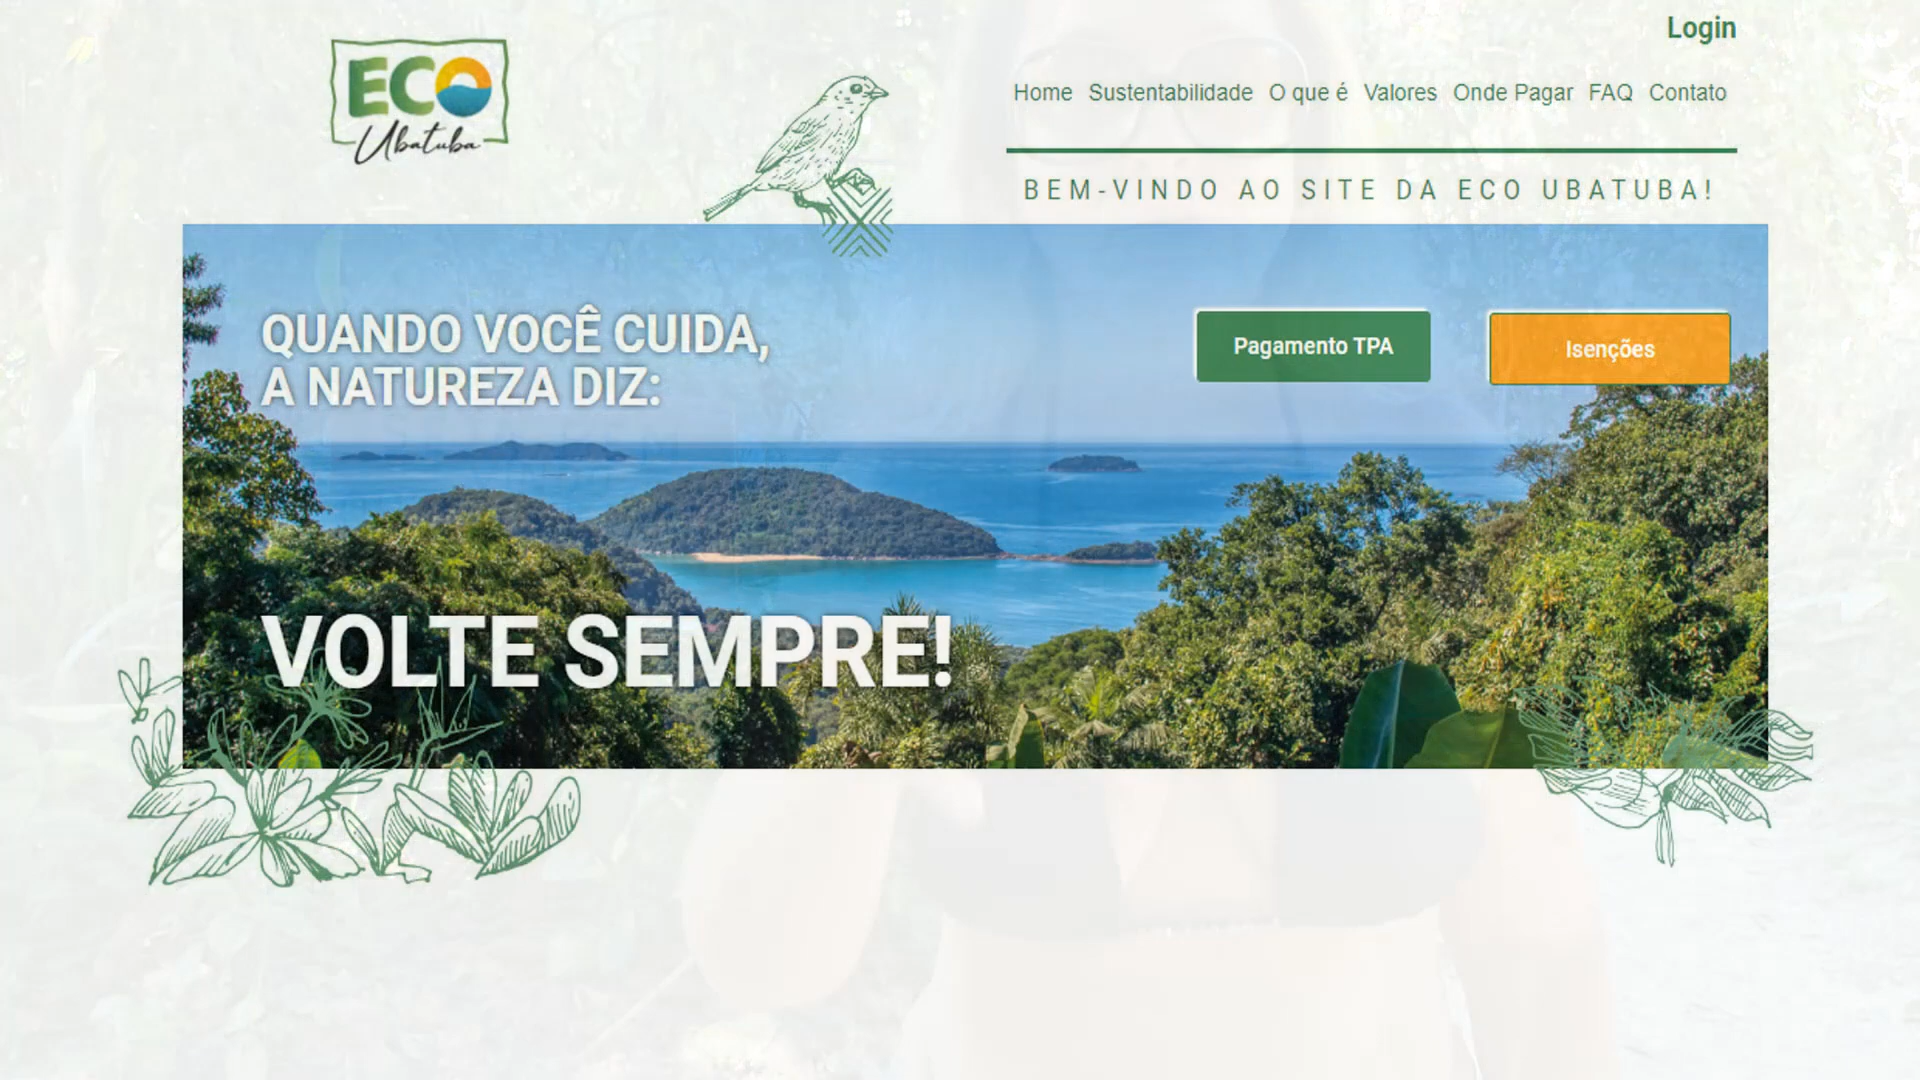 Login
ECO
Ubatuba
Home Sustentabilidade O que é Valores Onde Pagar FAQ Contato
BEM-VINDO AO SITE DA ECO UBATUBA!
QUANDO VOCÊ CUIDA,
A NATUREZA DIZ:
Pagamento TPA
Isenções
VOLTE SEMPRE!